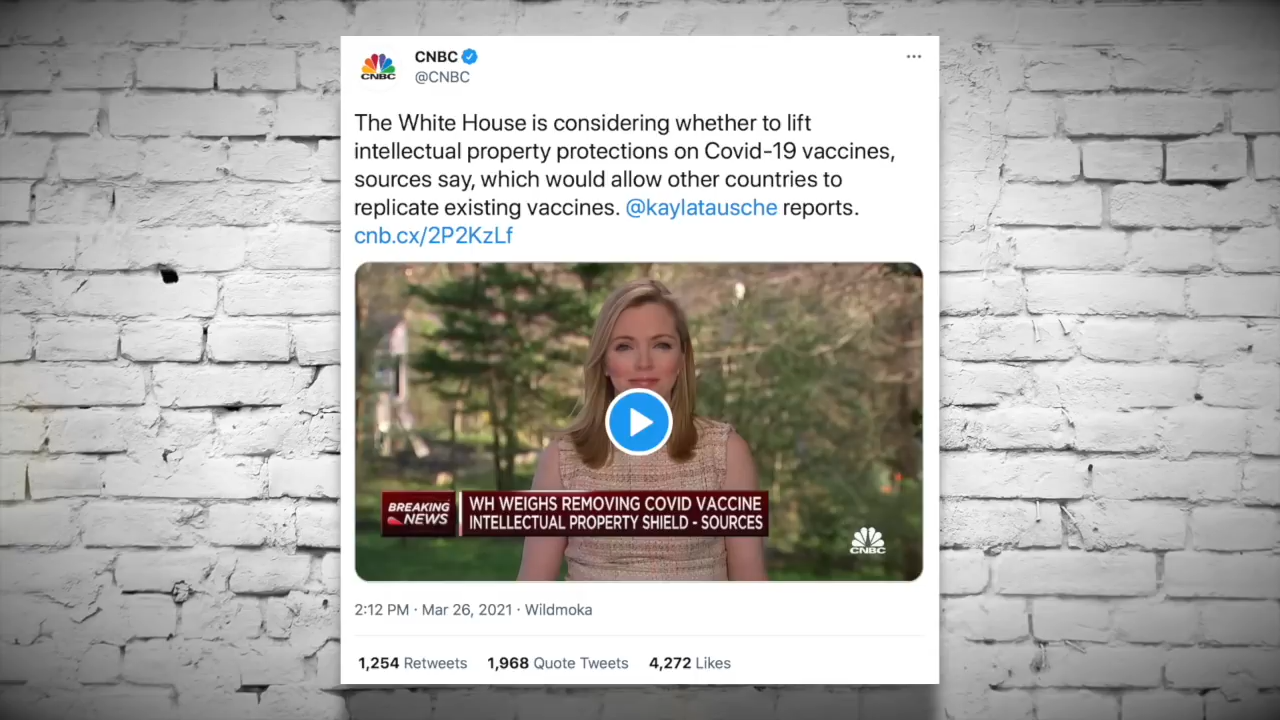 CNBC
CNBC
@CNBC
The White House is considering whether to lift
intellectual property protections on Covid-19 vaccines,
sources say, which would allow other countries to
replicate existing vaccines. @kaylatausche reports.
cnb.cx/2P2KzLf
BREAKING
NEWS
WH WEIGHS REMOVING COVID VACCINE
INTELLECTUAL PROPERTY SHIELD - SOURCES
CNBC
2:12 PM · Mar 26, 2021 · Wildmoka
1,254 Retweets 1,968 Quote Tweets 4,272 Likes